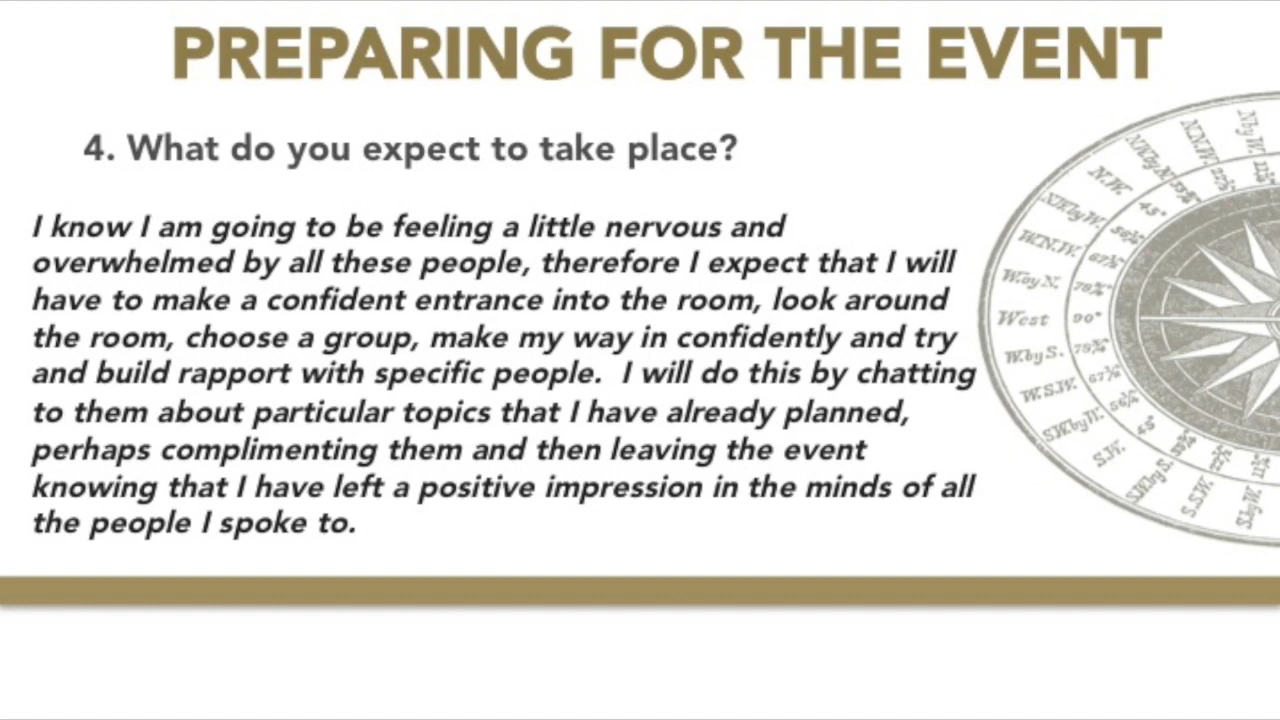 PREPARING FOR THE EVENT
4. What do you expect to take place?
I know I am going to be feeling a little nervous and
overwhelmed by all these people, therefore I expect that I will
have to make a confident entrance into the room, look around
the room, choose a group, make my way in confidently and try
and build rapport with specific people.  I will do this by chatting
to them about particular topics that I have already planned,
perhaps complimenting them and then leaving the event
knowing that I have left a positive impression in the minds of all
the people I spoke to.
N.W.
W.N.W.
West
90°
W.S.W.
S.W.
S.S.W.
45°
45°